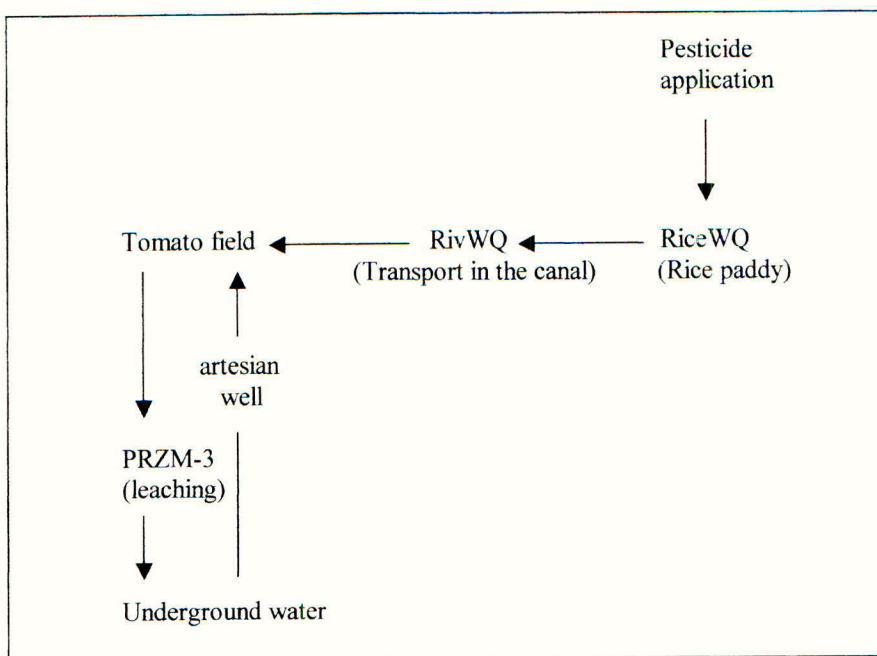 Pesticide
application
Tomato field
RivWQ
(Transport in the canal)
RiceWQ
(Rice paddy)
artesian
well
PRZM-3
(leaching)
Underground water